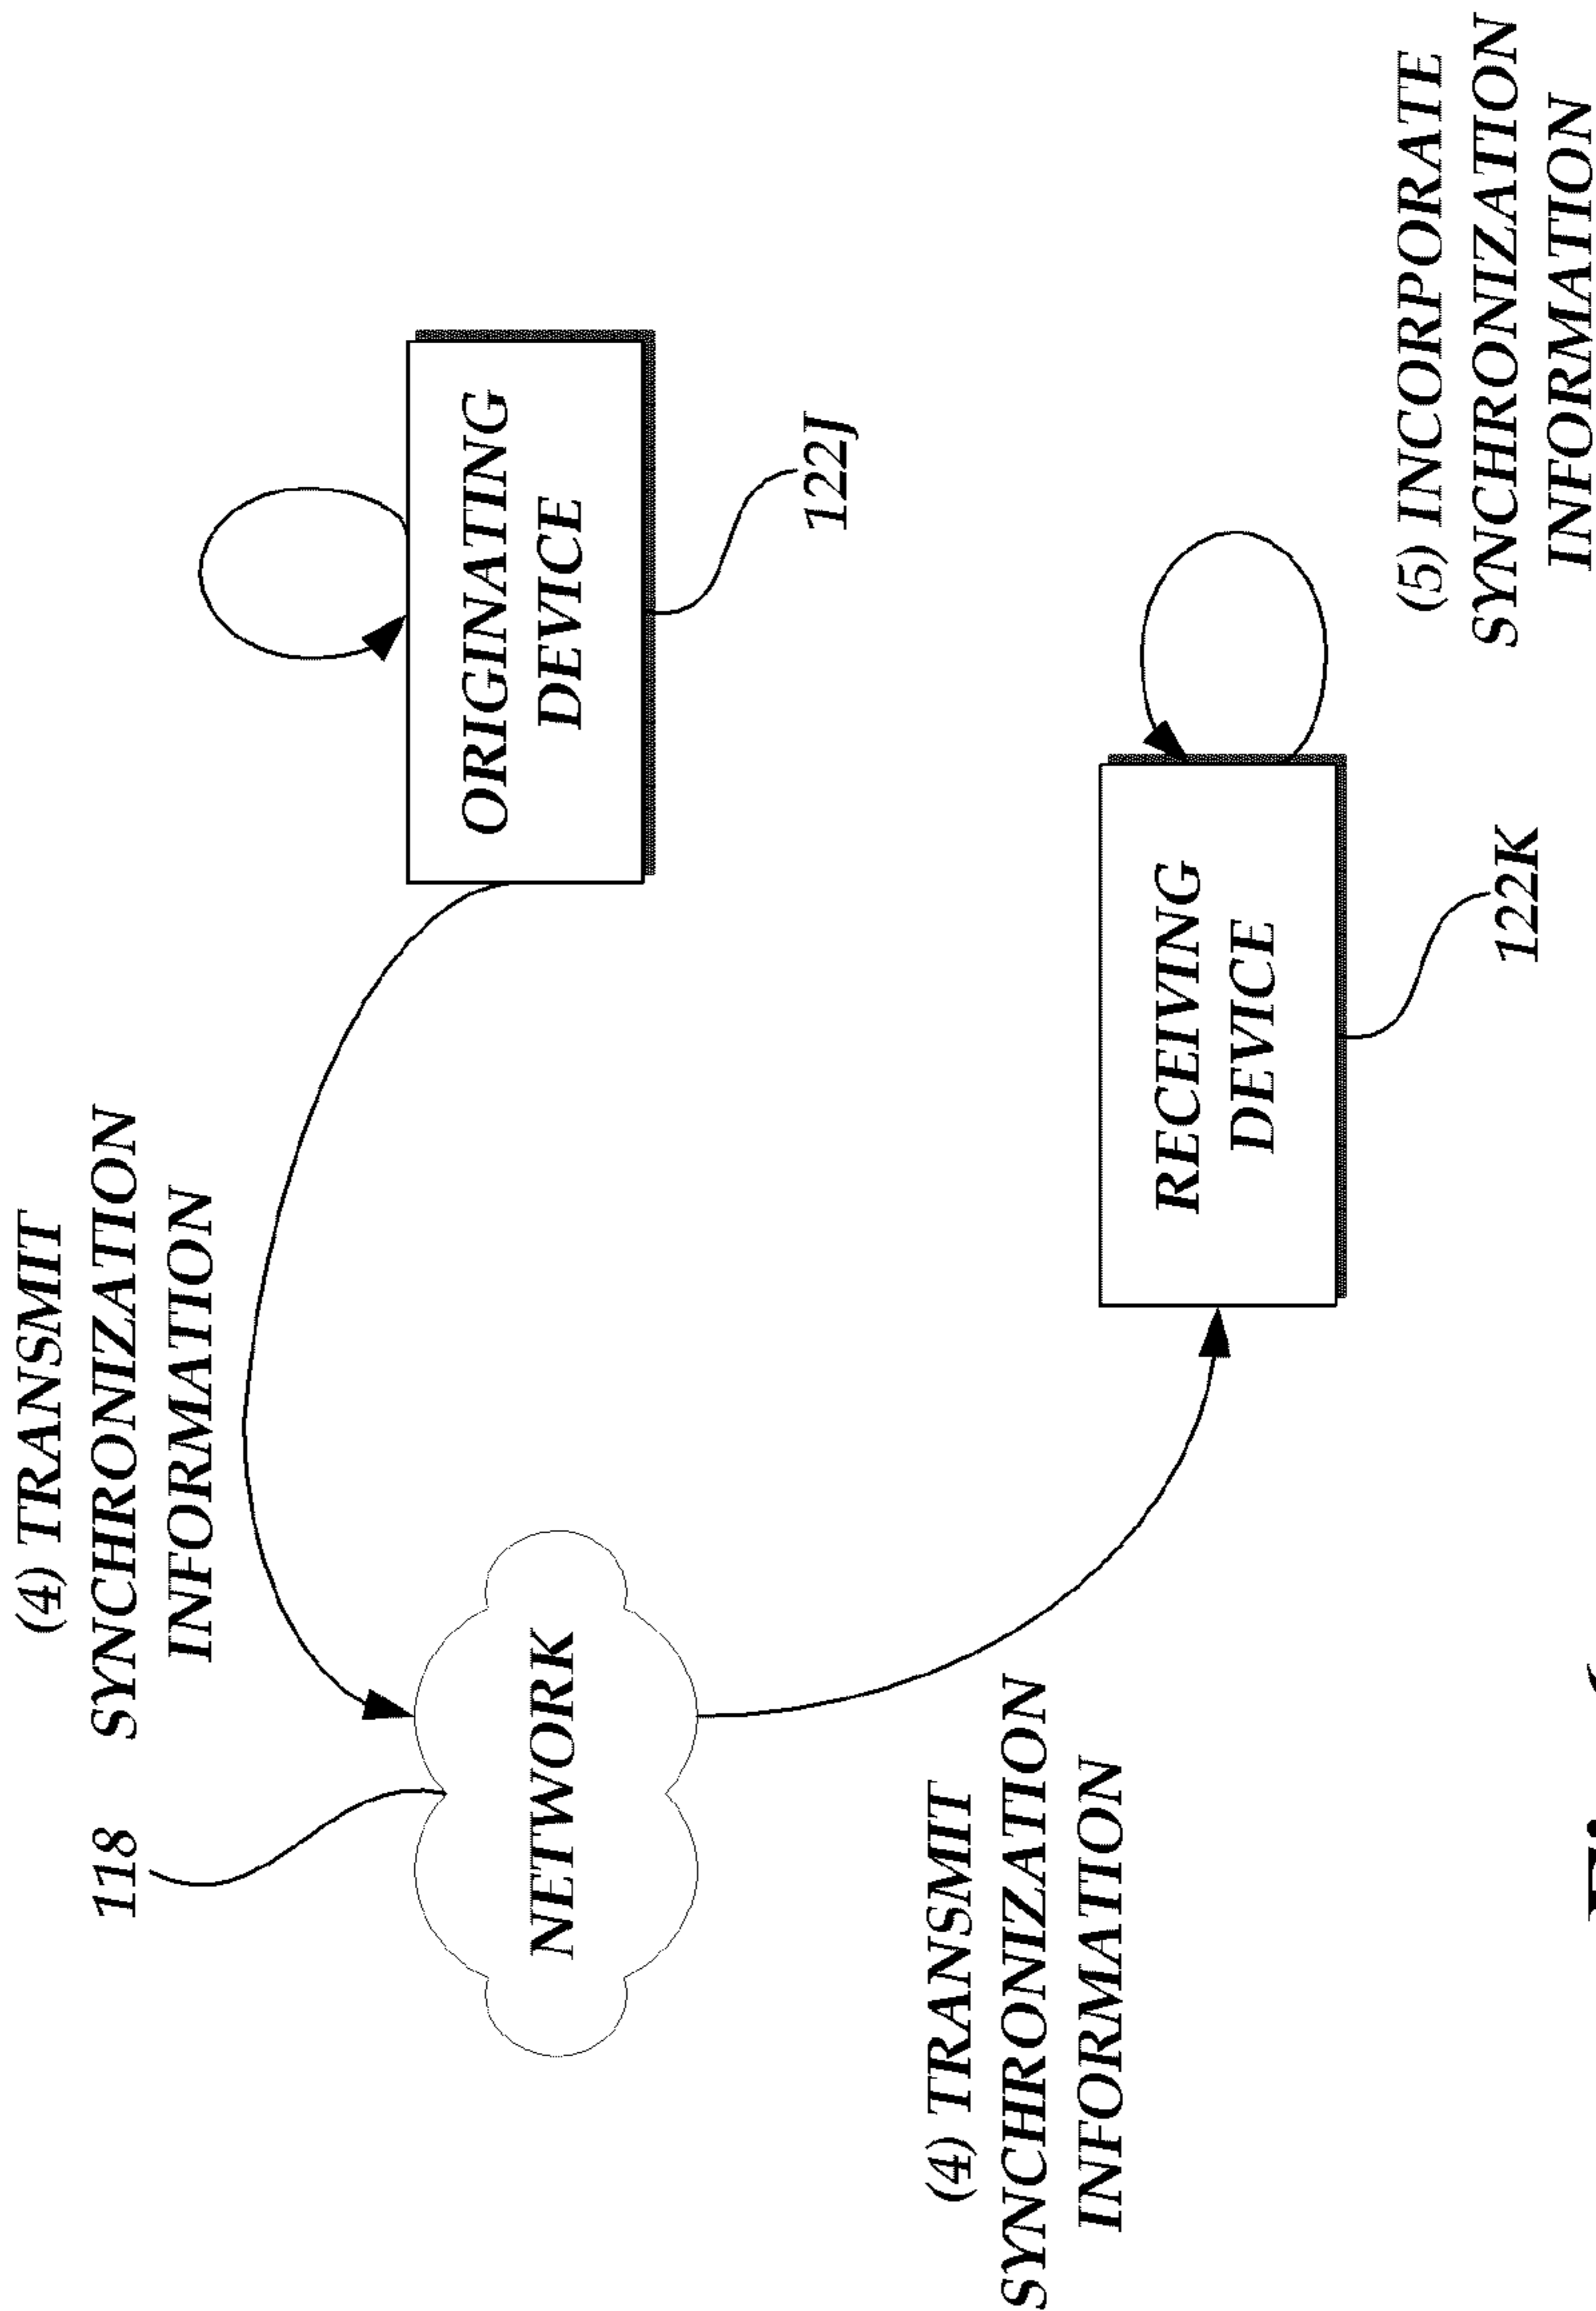 (4) TRANSMIT
SYNCHRONIZATION
INFORMATION
118
NETWORK
ORIGINATING
DEVICE
122J
(4) TRANSMIT
SYNCHRONIZATION
INFORMATION
RECEIVING
DEVICE
122K
(5) INCORPORATE
SYNCHRONIZATION
INFORMATION